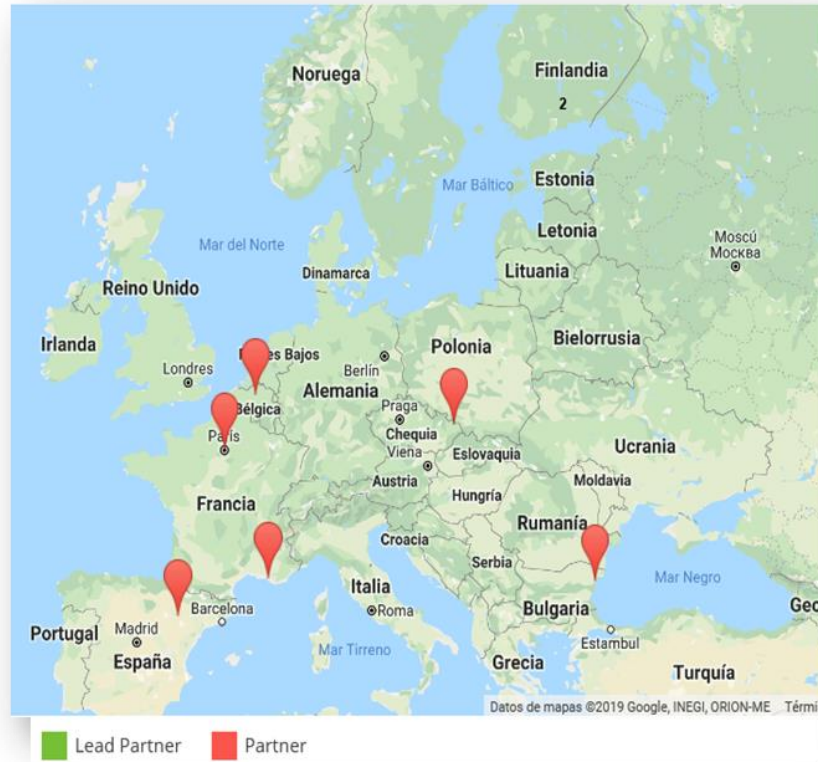 Noruega
Finlandia
2
Mar Báltico
Estonia
Letonia
Moscú
Москва
Mar del Norte
Dinamarca
Lituania
Reino Unido
Irlanda
Bielorrusia
Polonia
Londres
Bajos
Berlín
Alemania
Bélgica
Praga
Chequia
París
Ucrania
Viena
Eslovaquia
Austria
Moldavia
Hungría
Francia
Rumanía
Croacia
Serbia
Mar Negro
Italia
Barcelona
Roma
Bulgaria
Geo
Portugal
Madrid
Estambul
España
Mar Tirreno
Grecia
Turquía
Datos de mapas ©2019 Google, INEGI, ORION-ME Térmi
Lead Partner Partner